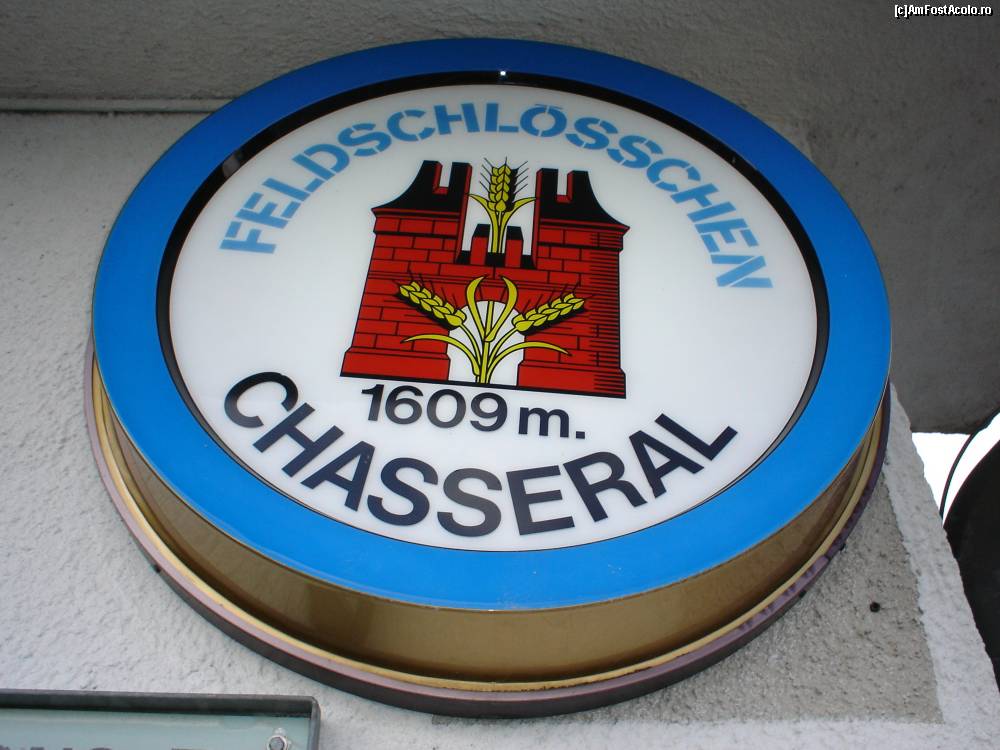 [c]AmFostAcolo.ro
FELDSCHLÖSSCHEN
1609 m.
CHASSERAL